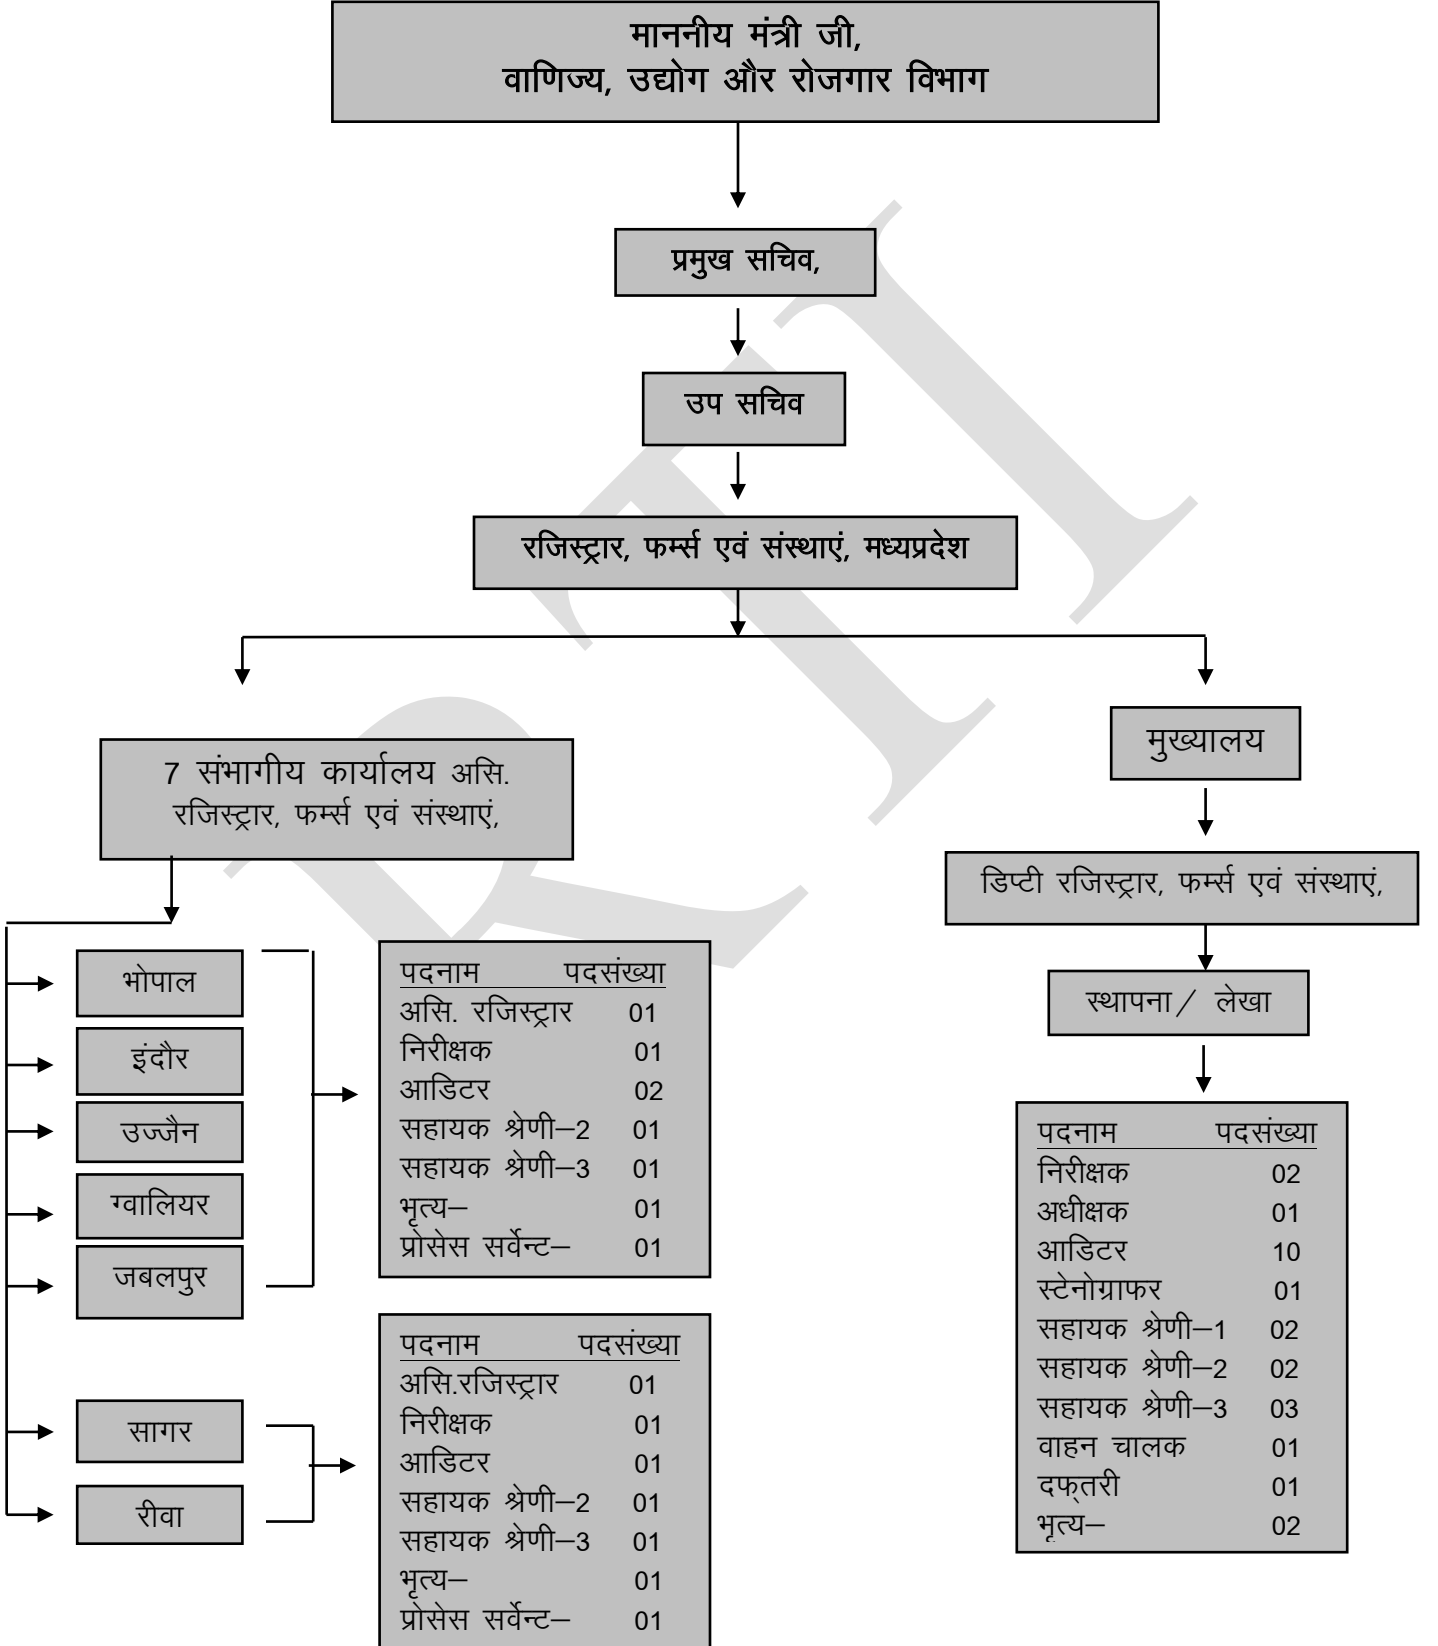 माननीय मंत्री जी,
वाणिज्य, उद्योग और रोजगार विभाग
प्रमुख सचिव,
उप सचिव
रजिस्ट्रार, फर्म्स एवं संस्थाएं, मध्यप्रदेश
7 संभागीय कार्यालय असि.
रजिस्ट्रार, फर्म्स एवं संस्थाएं,
भोपाल
इंदौर
उज्जैन
ग्वालियर
जबलपुर
सागर
रीवा
पदनाम पदसंख्या
असि. रजिस्ट्रार 01
निरीक्षक 01
आडिटर 02
सहायक श्रेणी–2 01
सहायक श्रेणी–3 01
भृत्य– 01
प्रोसेस सर्वेन्ट– 01
पदनाम पदसंख्या
असि.रजिस्ट्रार 01
निरीक्षक 01
आडिटर 01
सहायक श्रेणी–2 01
सहायक श्रेणी–3 01
भृत्य– 01
प्रोसेस सर्वेन्ट– 01
मुख्यालय
डिप्टी रजिस्ट्रार, फर्म्स एवं संस्थाएं,
स्थापना/ लेखा
पदनाम पदसंख्या
निरीक्षक 02
अधीक्षक 01
आडिटर 10
स्टेनोग्राफर 01
सहायक श्रेणी–1 02
सहायक श्रेणी–2 02
सहायक श्रेणी–3 03
वाहन चालक 01
दफ्तरी 01
भृत्य– 02
RTI